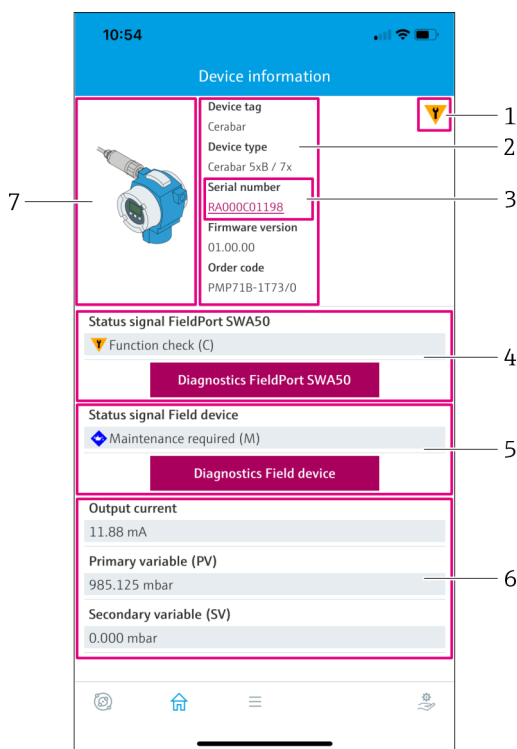 10:54
Device information
Device tag
Cerabar
Device type
Cerabar 5xB / 7x
Serial number
RA000C01198
Firmware version
01.00.00
Order code
PMP71B-1T73/0
1
2
3
7
Status signal FieldPort SWA50
Function check (C)
4
Diagnostics FieldPort SWA50
Status signal Field device
Maintenance required (M)
5
Diagnostics Field device
Output current
11.88 mA
Primary variable (PV)
985.125 mbar
6
Secondary variable (SV)
0.000 mbar